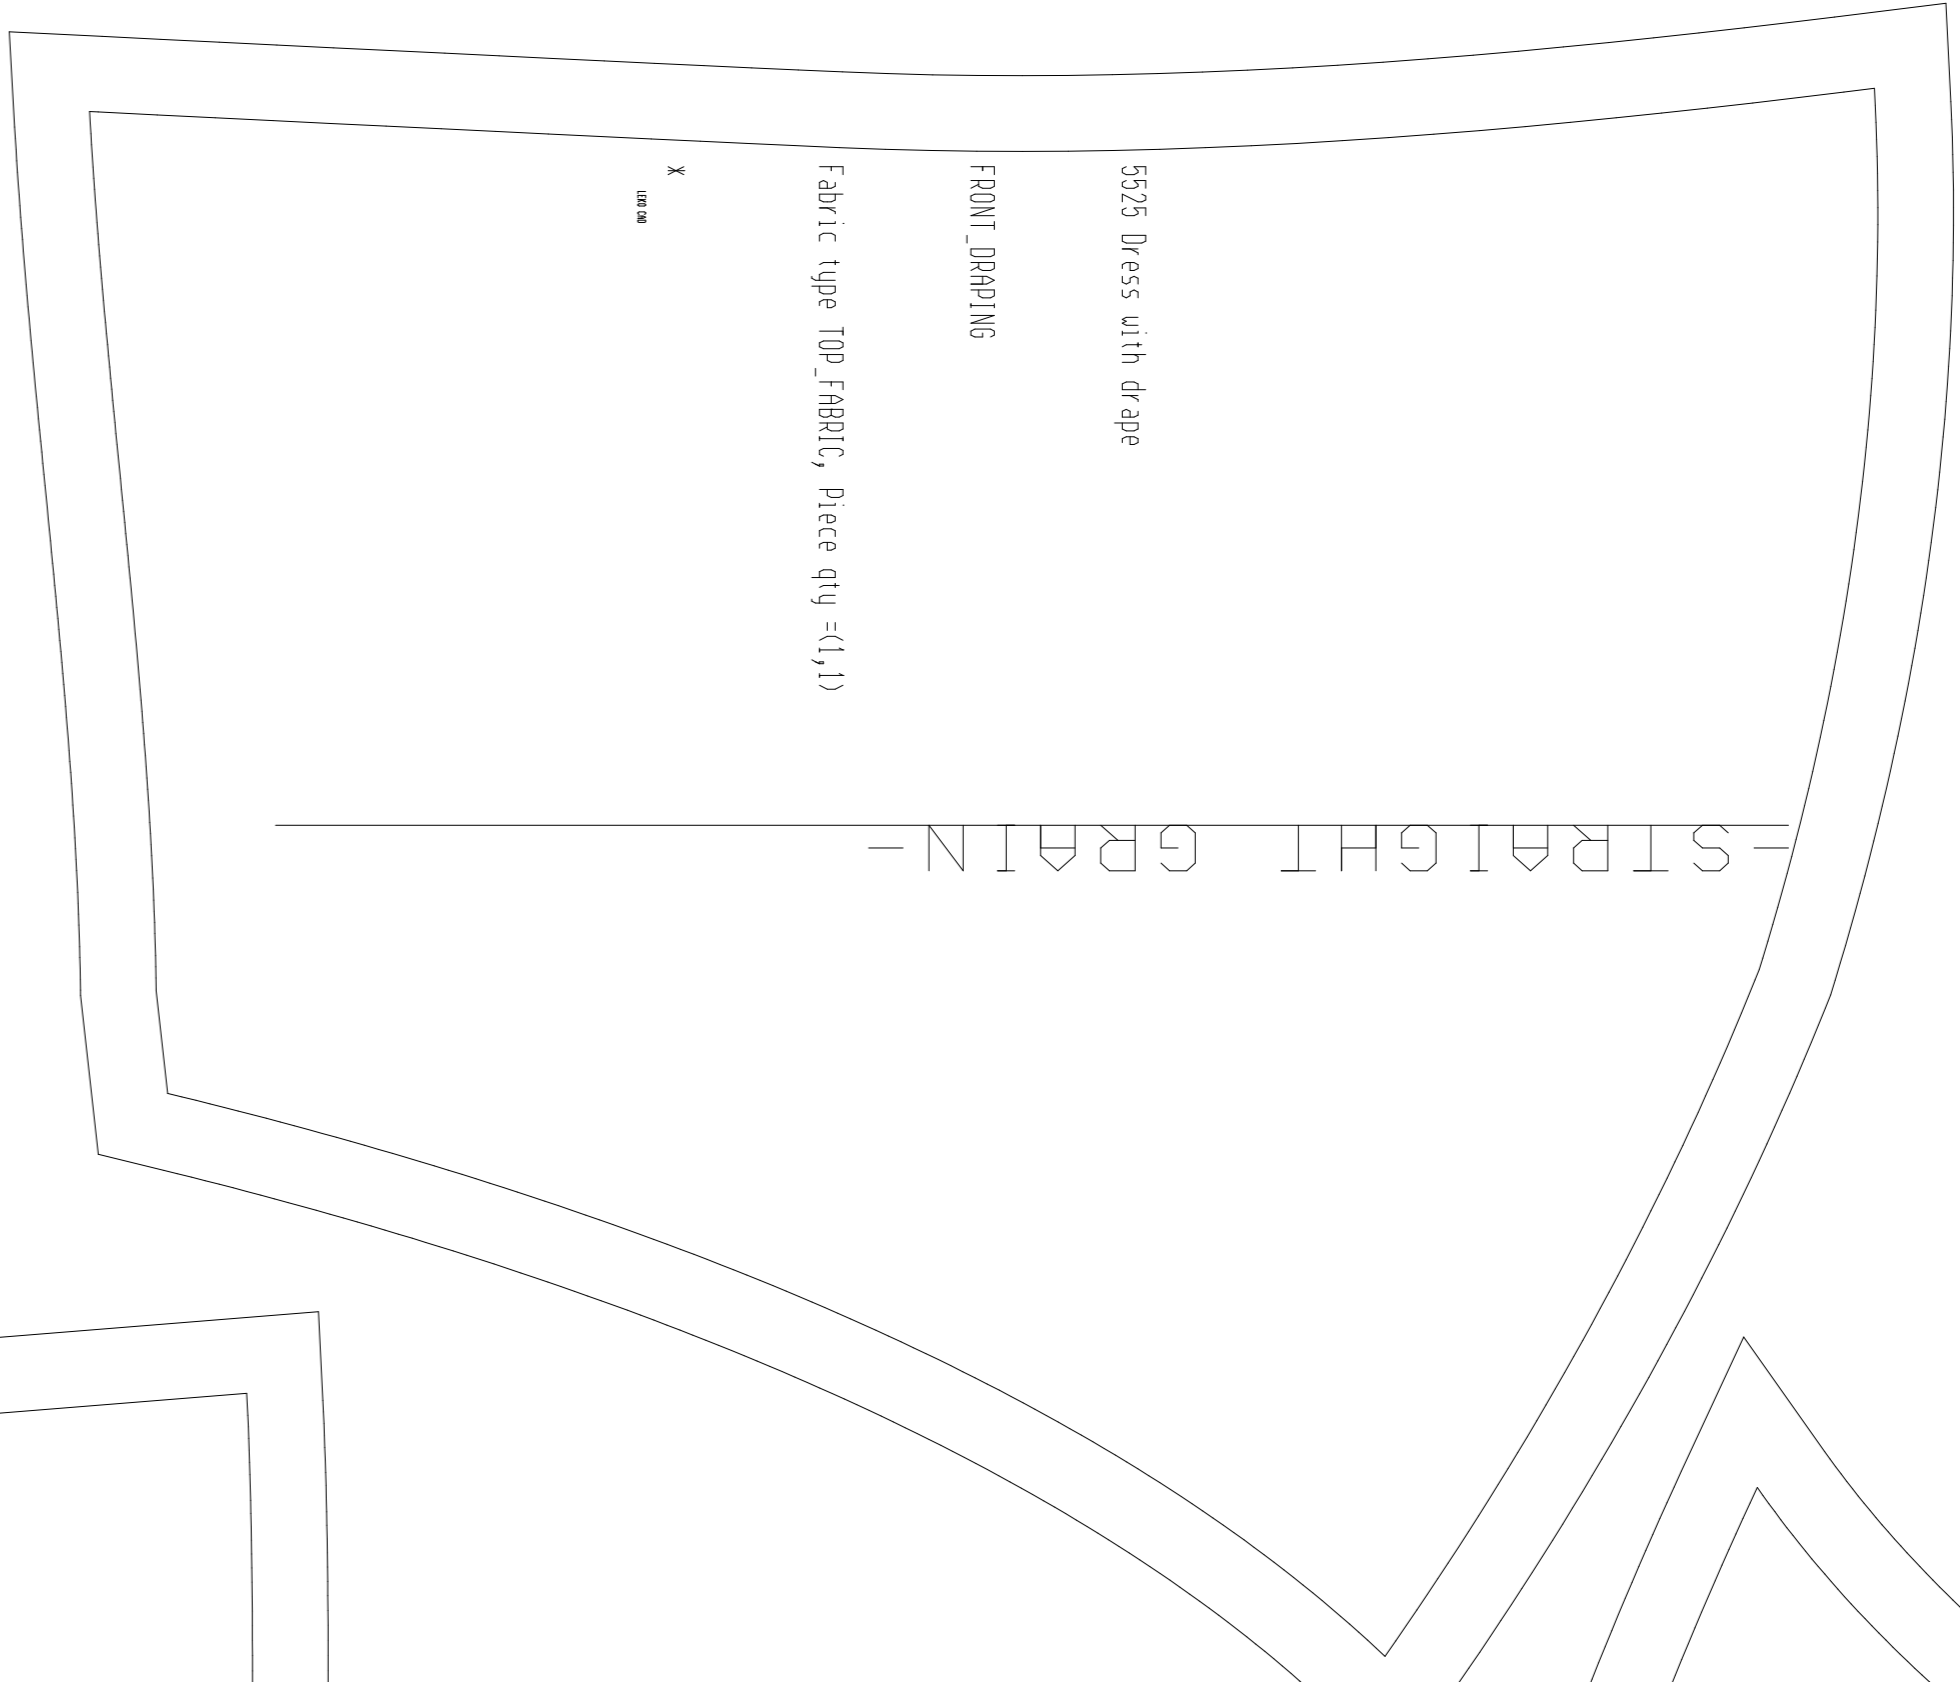 5525 Dress with drape
FRONT_DRAPING
Fabric type TOP_FABRIC, Piece qty =(1,1)
*
LEKO CAD
-STRAIGHT GRAIN-